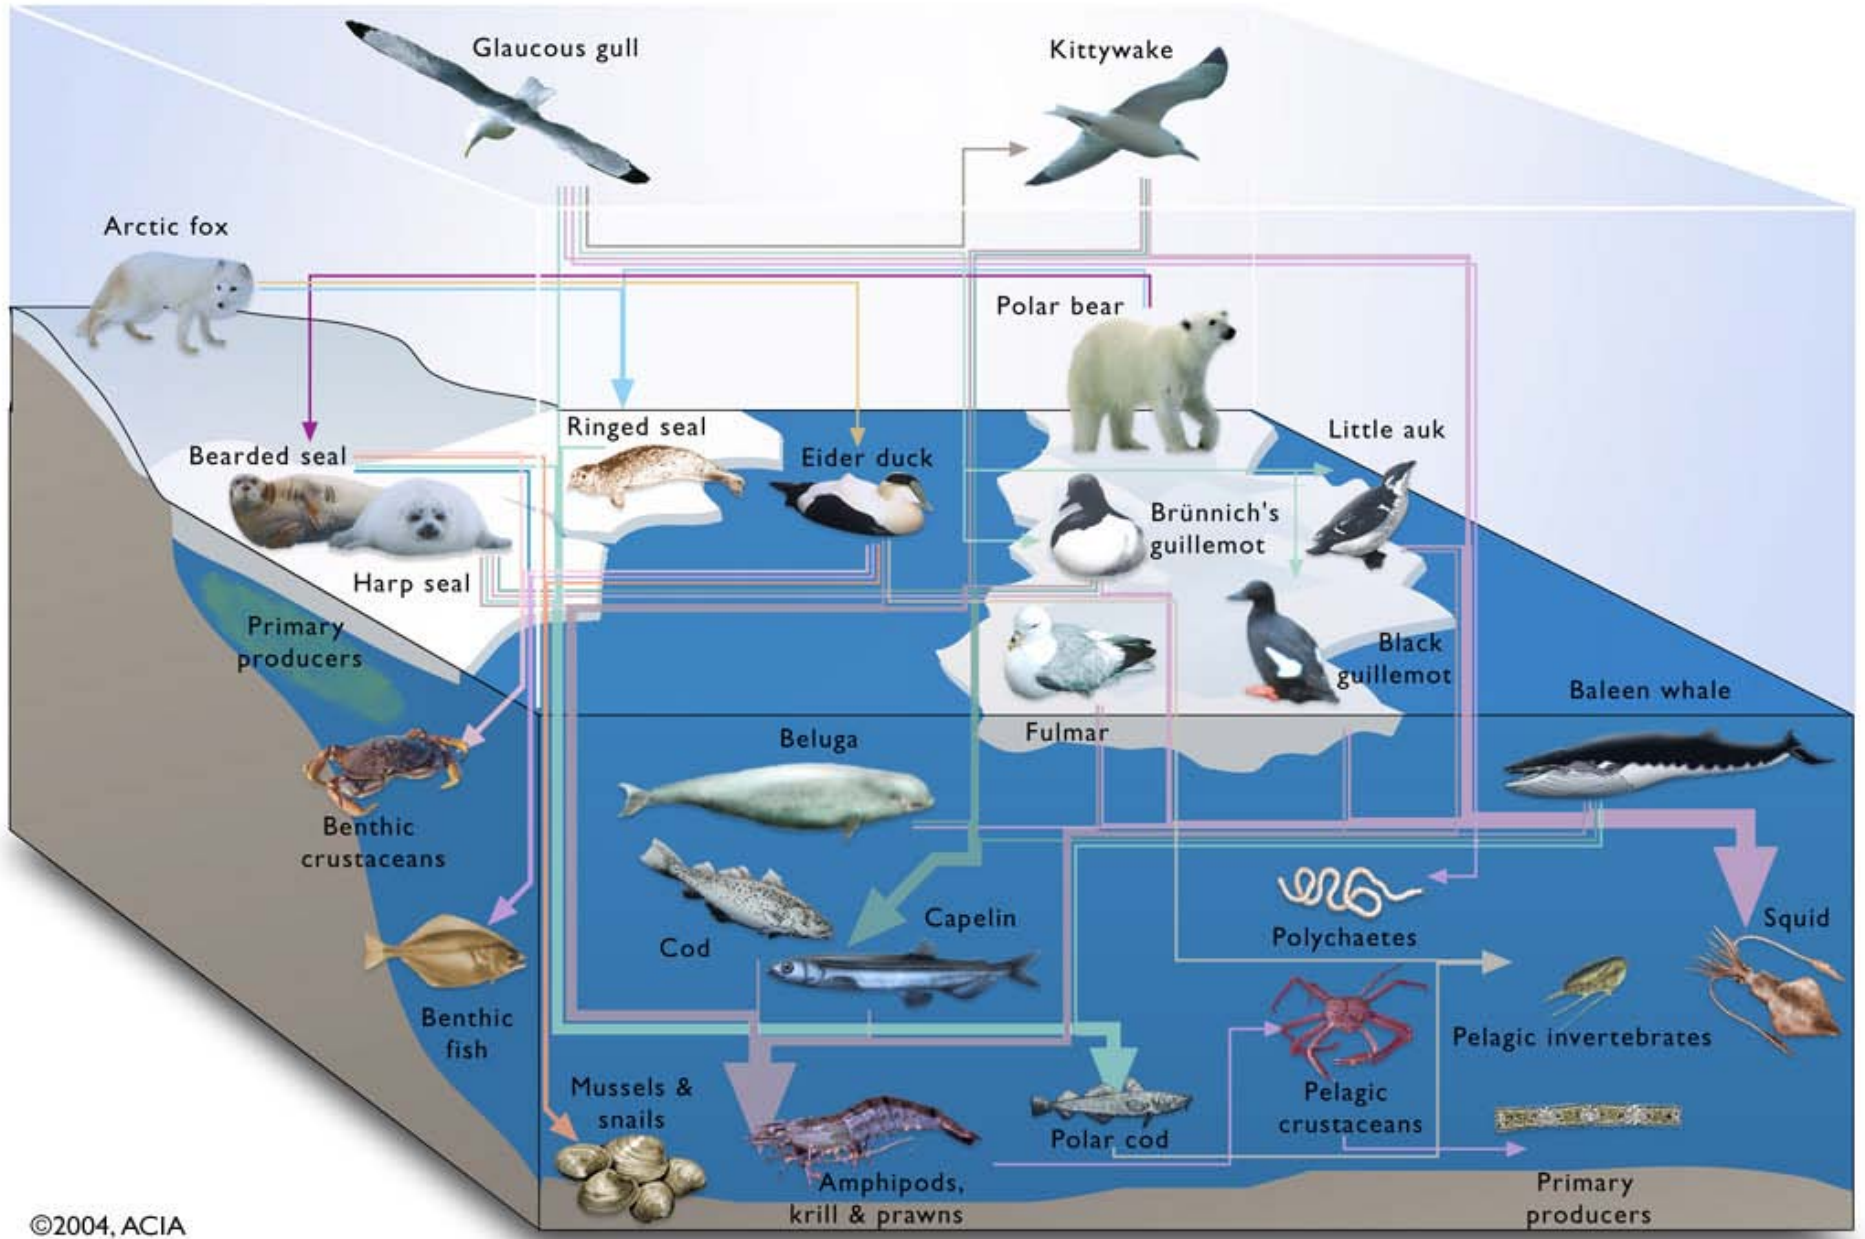 Glaucous gull
Kittywake
Arctic fox
Polar bear
Ringed seal
Little auk
Bearded seal
Eider duck
Brünnich's
guillemot
Harp seal
Primary
producers
Black
guillemot
Baleen whale
Fulmar
Beluga
Benthic
crustaceans
Cod
Capelin
Polychaetes
Squid
Benthic
fish
Pelagic invertebrates
Mussels &
snails
Pelagic
crustaceans
Polar cod
Amphipods,
krill & prawns
Primary
producers
©2004, ACIA